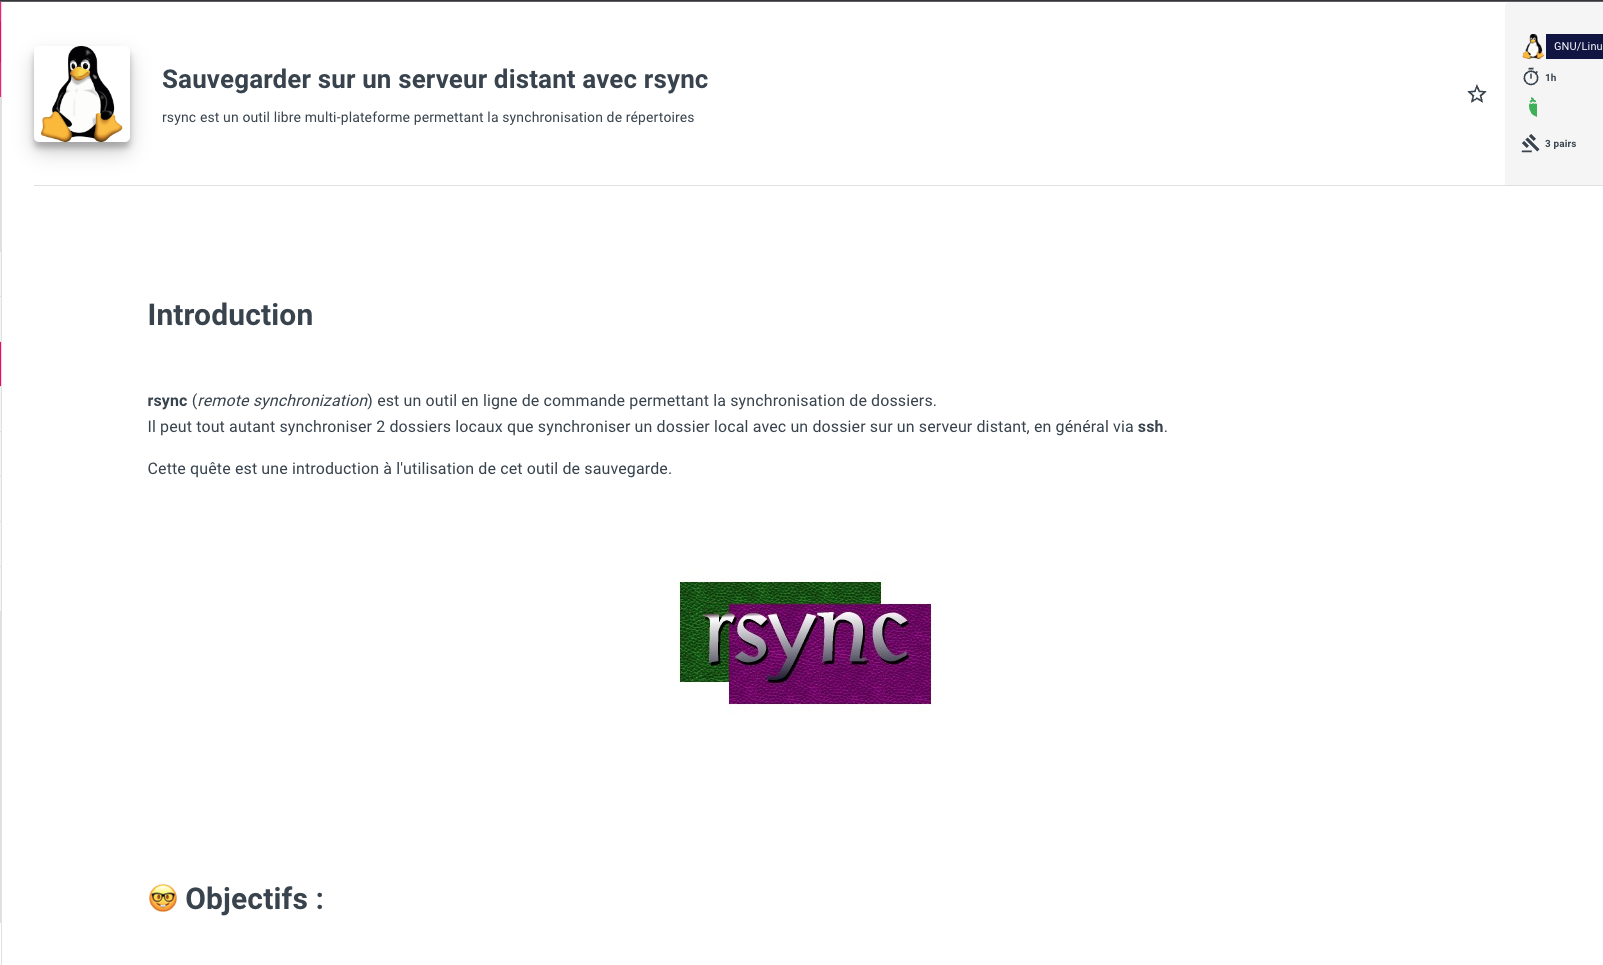 Sauvegarder sur un serveur distant avec rsync
rsync est un outil libre multi-plateforme permettant la synchronisation de répertoires
GNU/Linu
1h
3 pairs
Introduction
rsync (remote synchronization) est un outil en ligne de commande permettant la synchronisation de dossiers.
Il peut tout autant synchroniser 2 dossiers locaux que synchroniser un dossier local avec un dossier sur un serveur distant, en général via ssh.
Cette quête est une introduction à l'utilisation de cet outil de sauvegarde.
rsync
🤓 Objectifs :